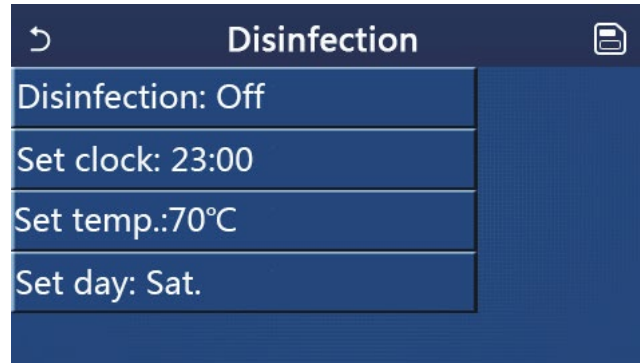 Disinfection
Disinfection: Off
Set clock: 23:00
Set temp.:70℃
Set day: Sat.